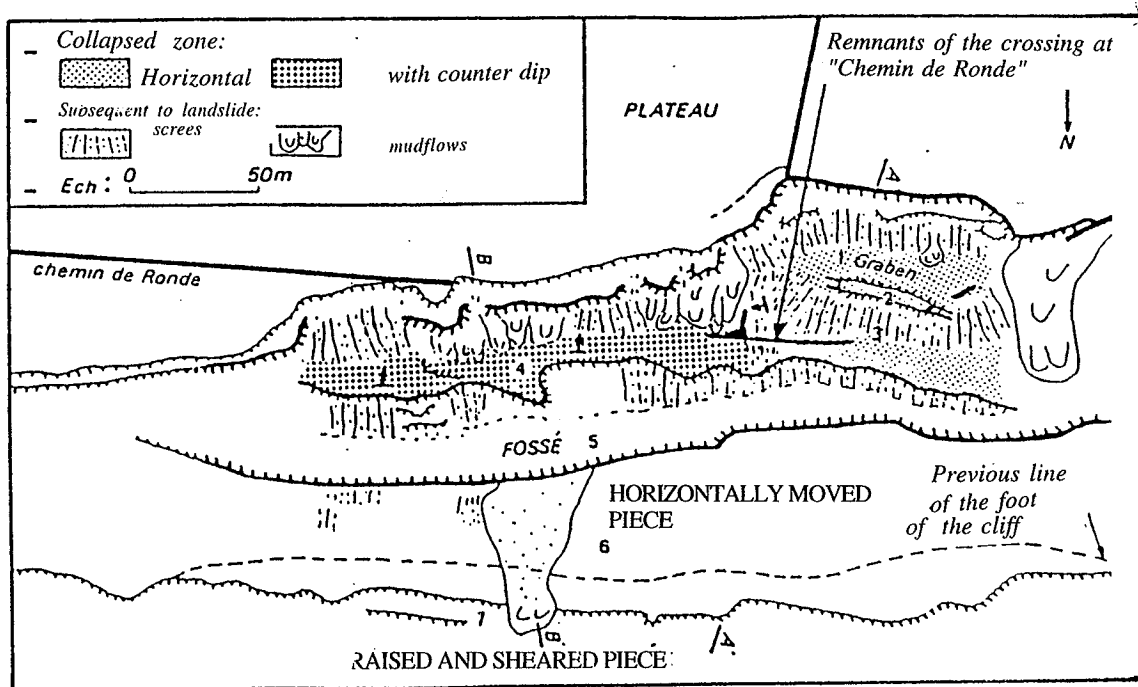 Collapsed zone:
Horizontal
with counter dip
Subsequent to landslide:
screes
mudflows
Ech: 0 50m
Remnants of the crossing at
"Chemin de Ronde"
PLATEAU
N
A
chemin de Ronde
B
Graben
2
3
4
FOSSÉ 5
HORIZONTALLY MOVED
PIECE
6
Previous line
of the foot
of the cliff
7
B'
A'
RAISED AND SHEARED PIECE: